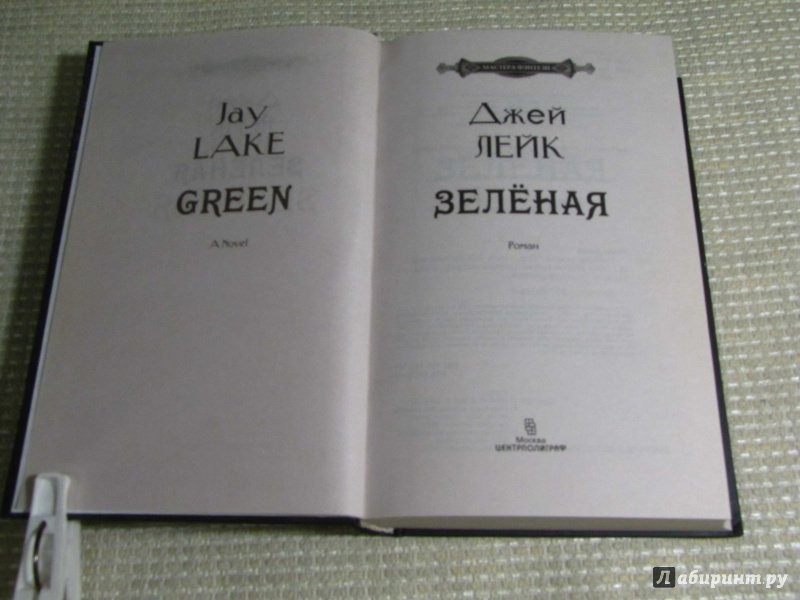 Jay
LAKE
GREEN
A Novel
МАСТЕРА ФЭНТЕЗИ
Джей
ЛЕЙК
ЗЕЛЁНАЯ
Роман
Москва
ЦЕНТРПОЛИГРАФ
Лабиринт.ру